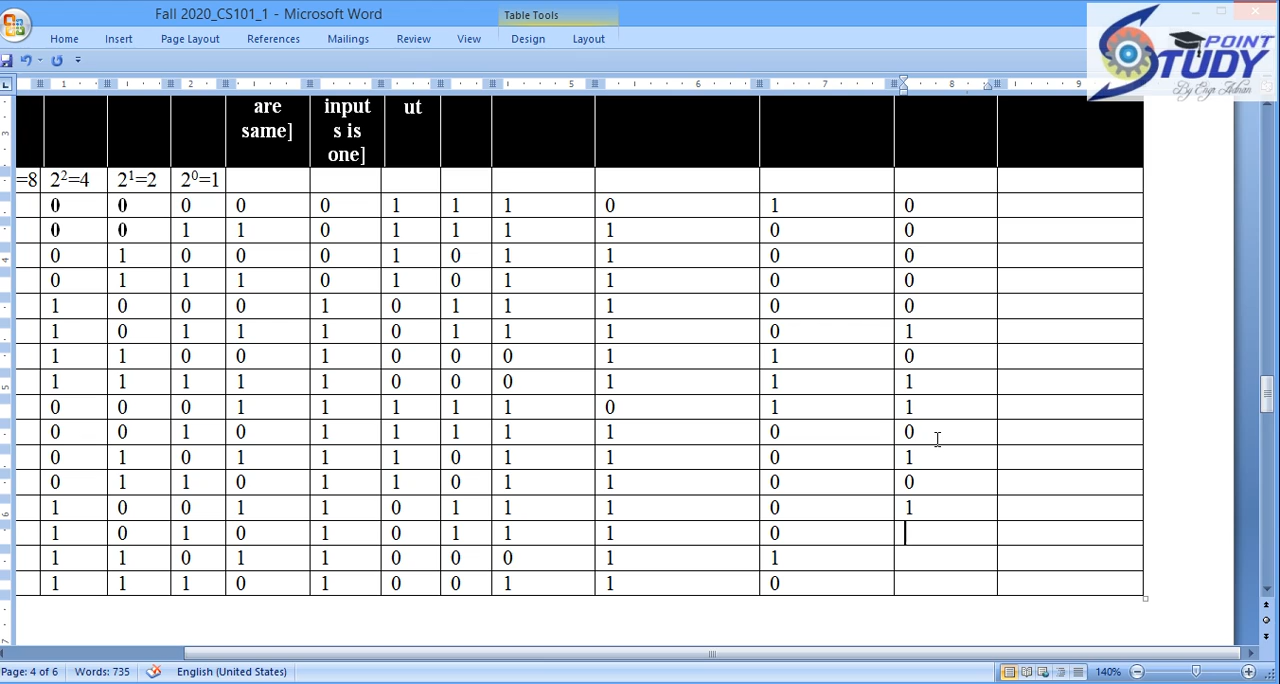 Fall 2020_CS101_1 - Microsoft Word
Table Tools
Home Insert Page Layout References Mailings Review View Design Layout
POINT
STUDY
By Engr Adnan
1 2 5 6 7 8 9
are same] input s is one] ut
=8 2²=4 2¹=2 2⁰=1
0 0 0 0 0 1 1 1 0 1 0
0 0 1 1 0 1 1 1 1 0 0
0 1 0 0 0 1 0 1 1 0 0
0 1 1 1 0 1 0 1 1 0 0
1 0 0 0 1 0 1 1 1 0 0
1 0 1 1 1 0 1 1 1 0 1
1 1 0 0 1 0 0 0 1 1 0
1 1 1 1 1 0 0 0 1 1 1
0 0 0 1 1 1 1 1 0 1 1
0 0 1 0 1 1 1 1 1 0 0
0 1 0 1 1 1 0 1 1 0 1
0 1 1 0 1 1 0 1 1 0 0
1 0 0 1 1 0 1 1 1 0 1
1 0 1 0 1 0 1 1 1 0
1 1 0 1 1 0 0 0 1 1
1 1 1 0 1 0 0 1 1 0
Page: 4 of 6 Words: 735 English (United States) 140%